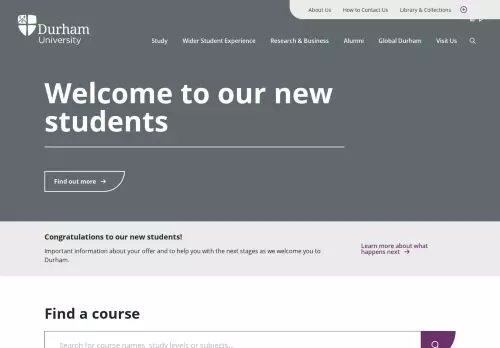 About Us How to Contact Us Library & Collections
Durham
University
Study Wider Student Experience Research & Business Alumni Global Durham Visit Us
Welcome to our new
students
Find out more
Congratulations to our new students!
Important information about your offer and to help you with the next stages as we welcome you to
Durham.
Learn more about what
happens next
Find a course
Search for course names, study levels or subjects...